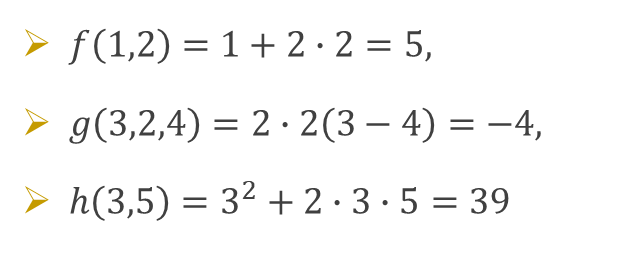 ➢ f(1,2) = 1 + 2 · 2 = 5,
➢ g(3,2,4) = 2 · 2(3 − 4) = −4,
➢ h(3,5) = 3² + 2 · 3 · 5 = 39